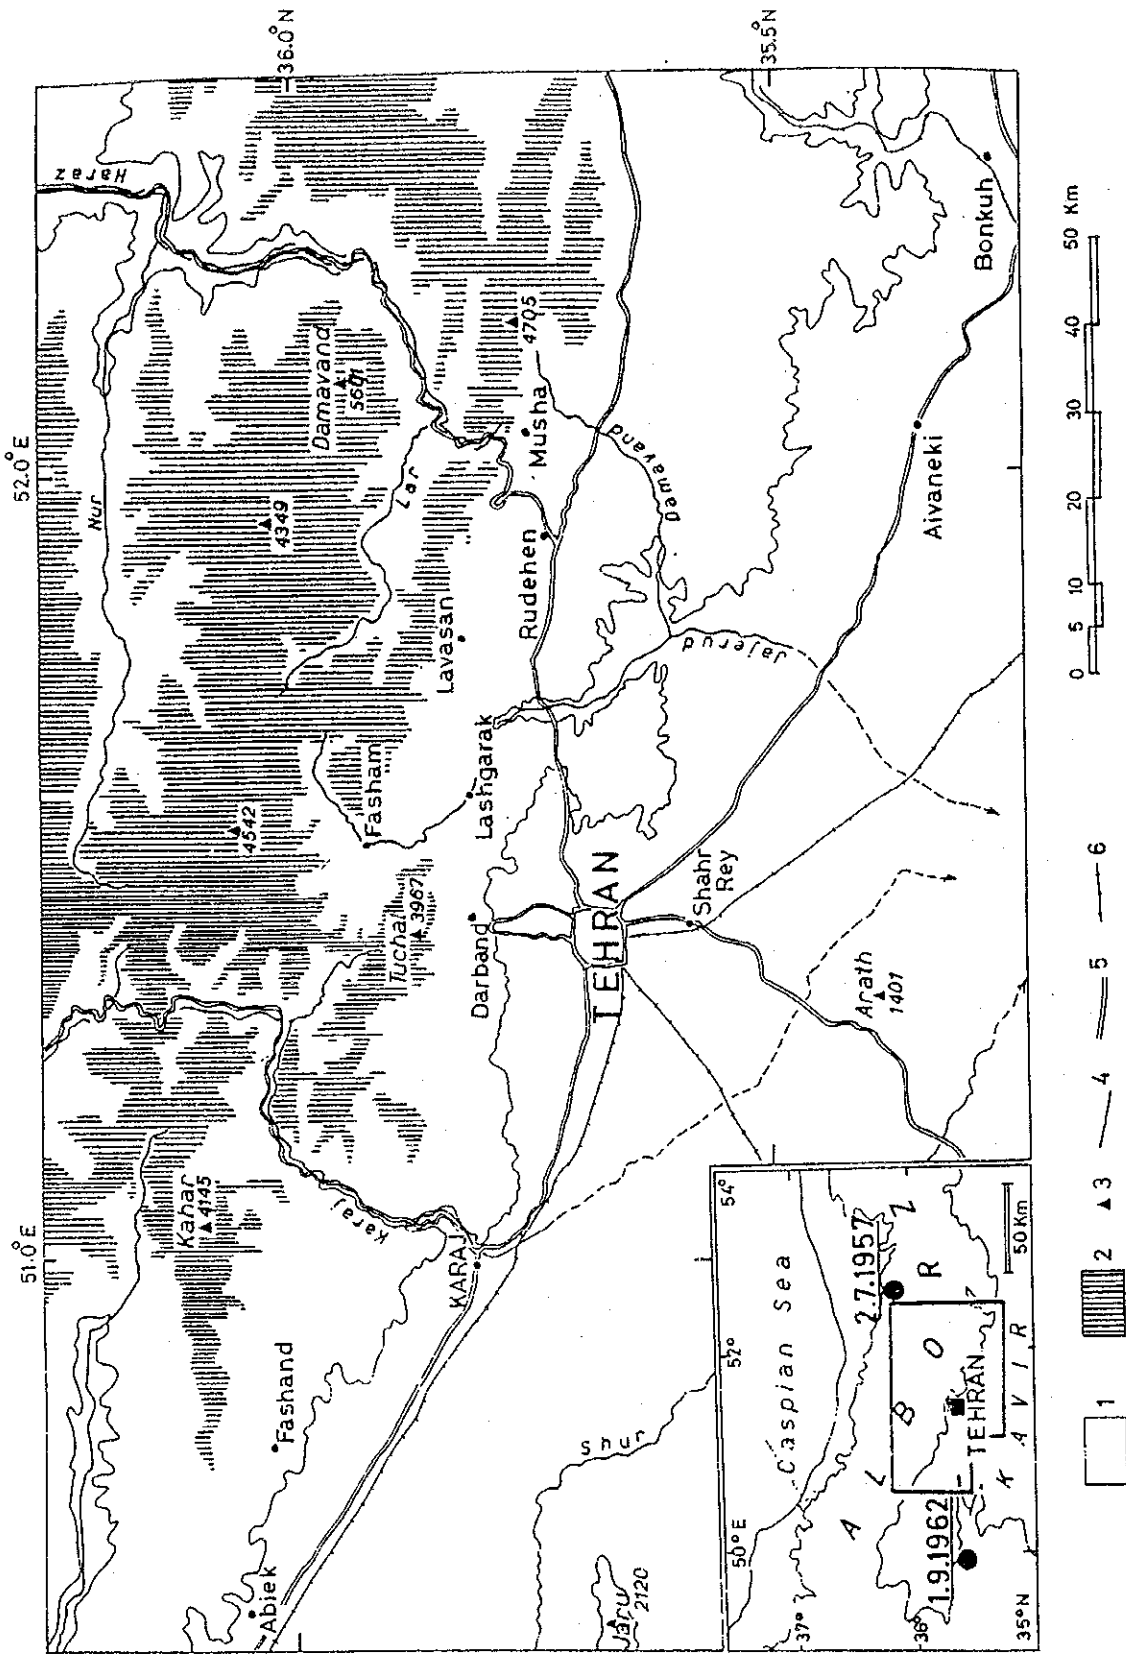 51.0°E
52.0°E
36.0°N
35.5°N
Haraz
Nur
Damavand
5601
4349
4542
Lar
4705
Musha
Kahar
4145
Karaj
Tuchal
3967
Fasham
Lavasan
Lashgarak
Rudehen
Damavand
Darband
Fashand
Abiek
KARAJ
TEHRAN
Jajerud
Shahr
Rey
Arath
1401
Aivaneki
Bonkuh
Shur
Jaru
2120
50°E
52°
54°
37°
36°
35°N
Caspian Sea
2.7.1957
1.9.1962
A L B O R Z
TEHRAN
K A V I R
50 Km
0 5 10 20 30 40 50 Km
1 2 3 4 5 6